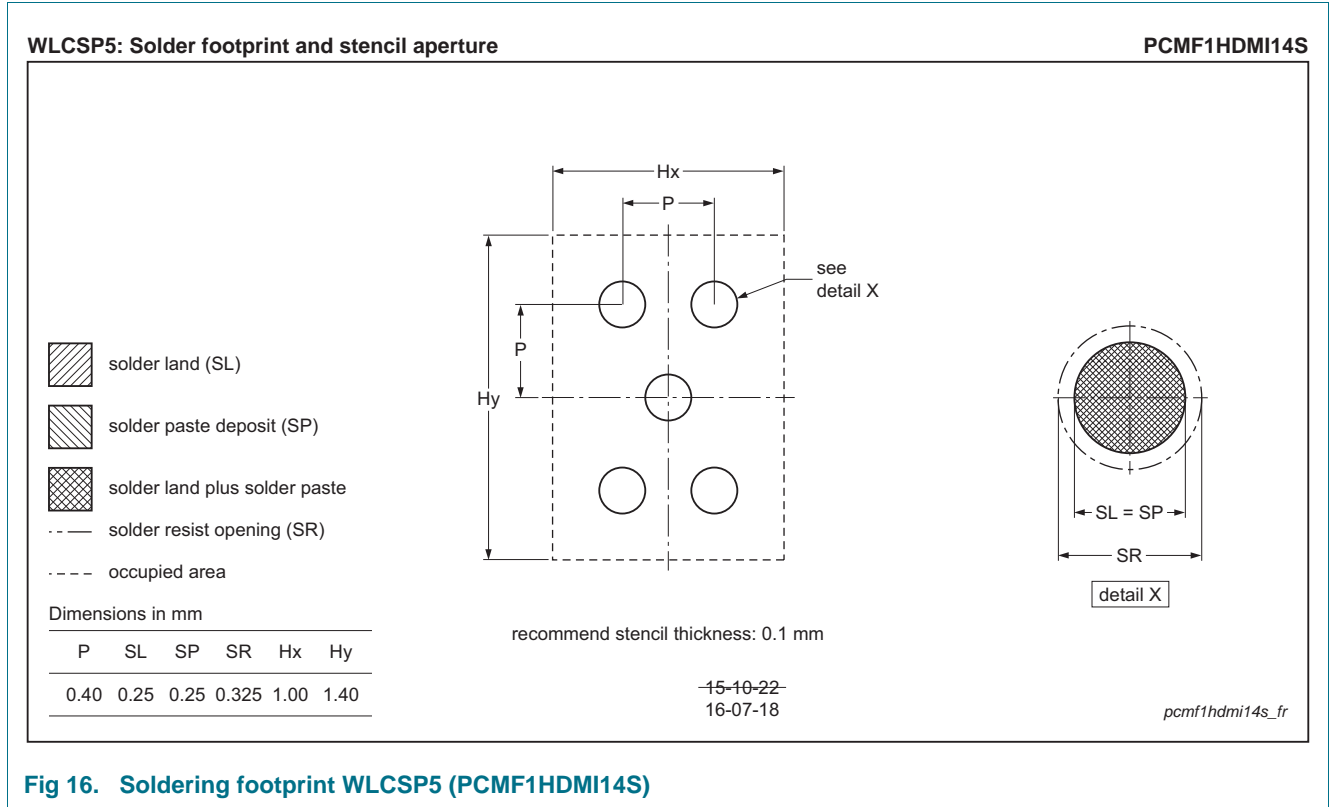 WLCSP5: Solder footprint and stencil aperture
PCMF1HDMI14S
Hx
P
see
detail X
P
Hy
solder land (SL)
solder paste deposit (SP)
solder land plus solder paste
solder resist opening (SR)
occupied area
SL = SP
SR
detail X
Dimensions in mm
P SL SP SR Hx Hy
0.40 0.25 0.25 0.325 1.00 1.40
recommend stencil thickness: 0.1 mm
15-10-22
16-07-18
pcmf1hdmi14s_fr
Fig 16. Soldering footprint WLCSP5 (PCMF1HDMI14S)